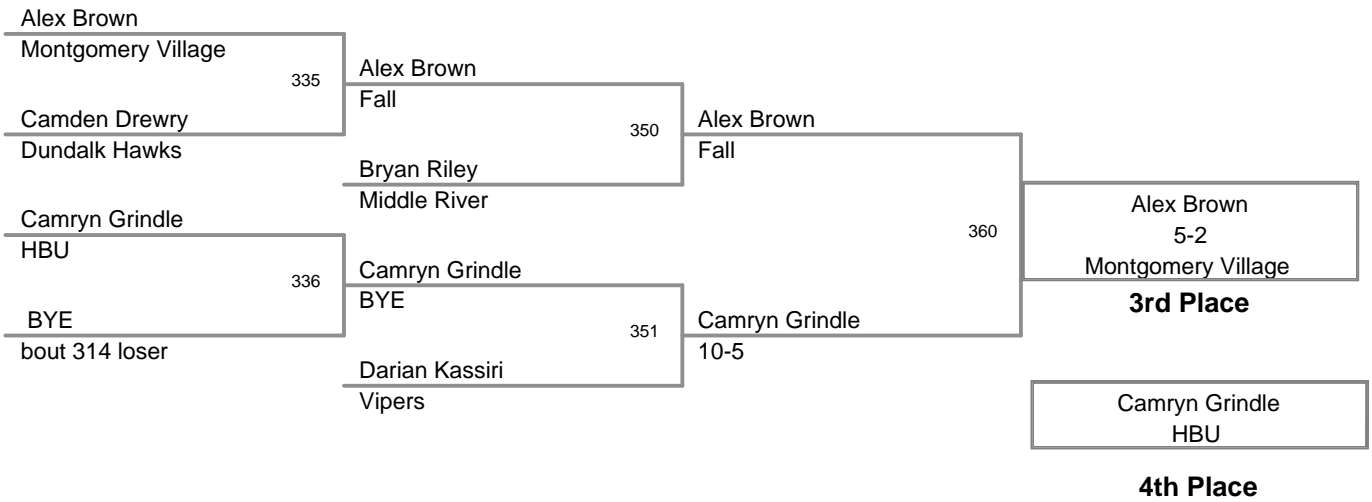 Alex Brown
Montgomery Village
335
Camden Drewry
Dundalk Hawks
Camryn Grindle
HBU
336
BYE
bout 314 loser
Alex Brown
Fall
350
Bryan Riley
Middle River
Camryn Grindle
BYE
351
Darian Kassiri
Vipers
Alex Brown
Fall
360
Camryn Grindle
10-5
Alex Brown
5-2
Montgomery Village
3rd Place
Camryn Grindle
HBU
4th Place